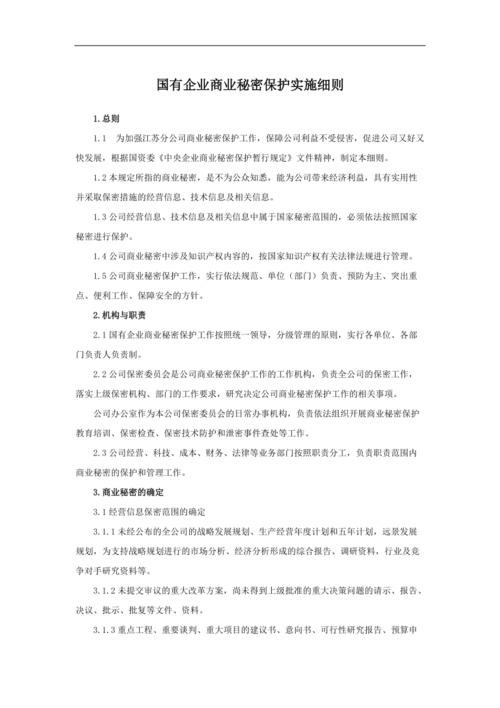 国有企业商业秘密保护实施细则
1.总则
1.1 为加强江苏分公司商业秘密保护工作，保障公司利益不受侵害，促进公司又好又
快发展，根据国资委《中央企业商业秘密保护暂行规定》文件精神，制定本细则。
1.2 本规定所指的商业秘密，是不为公众知悉，能为公司带来经济利益，具有实用性
并采取保密措施的经营信息、技术信息及相关信息。
1.3 公司经营信息、技术信息及相关信息中属于国家秘密范围的，必须依法按照国家
秘密进行保护。
1.4 公司商业秘密中涉及知识产权内容的，按国家知识产权有关法律法规进行管理。
1.5 公司商业秘密保护工作，实行依法规范、单位（部门）负责、预防为主、突出重
点、便利工作、保障安全的方针。
2.机构与职责
2.1 国有企业商业秘密保护工作按照统一领导，分级管理的原则，实行各单位、各部
门负责人负责制。
2.2 公司保密委员会是公司商业秘密保护工作的工作机构，负责全公司的保密工作，
落实上级保密机构、部门的工作要求，研究决定公司商业秘密保护工作的相关事项。
公司办公室作为本公司保密委员会的日常办事机构，负责依法组织开展商业秘密保护
教育培训、保密检查、保密技术防护和泄密事件查处等工作。
2.3 公司经营、科技、成本、财务、法律等业务部门按照职责分工，负责职责范围内
商业秘密的保护和管理工作。
3.商业秘密的确定
3.1 经营信息保密范围的确定
3.1.1 未经公布的全公司的战略发展规划、生产经营年度计划和五年计划，远景发展
规划，为支持战略规划进行的市场分析、经济分析形成的综合报告、调研资料，行业及竞
争对手研究资料等。
3.1.2 未提交审议的重大改革方案，尚未得到上级批准的重大决策问题的请示、报告、
决议、批示、批复等文件、资料。
3.1.3 重点工程、重要谈判、重大项目的建议书、意向书、可行性研究报告、预算申